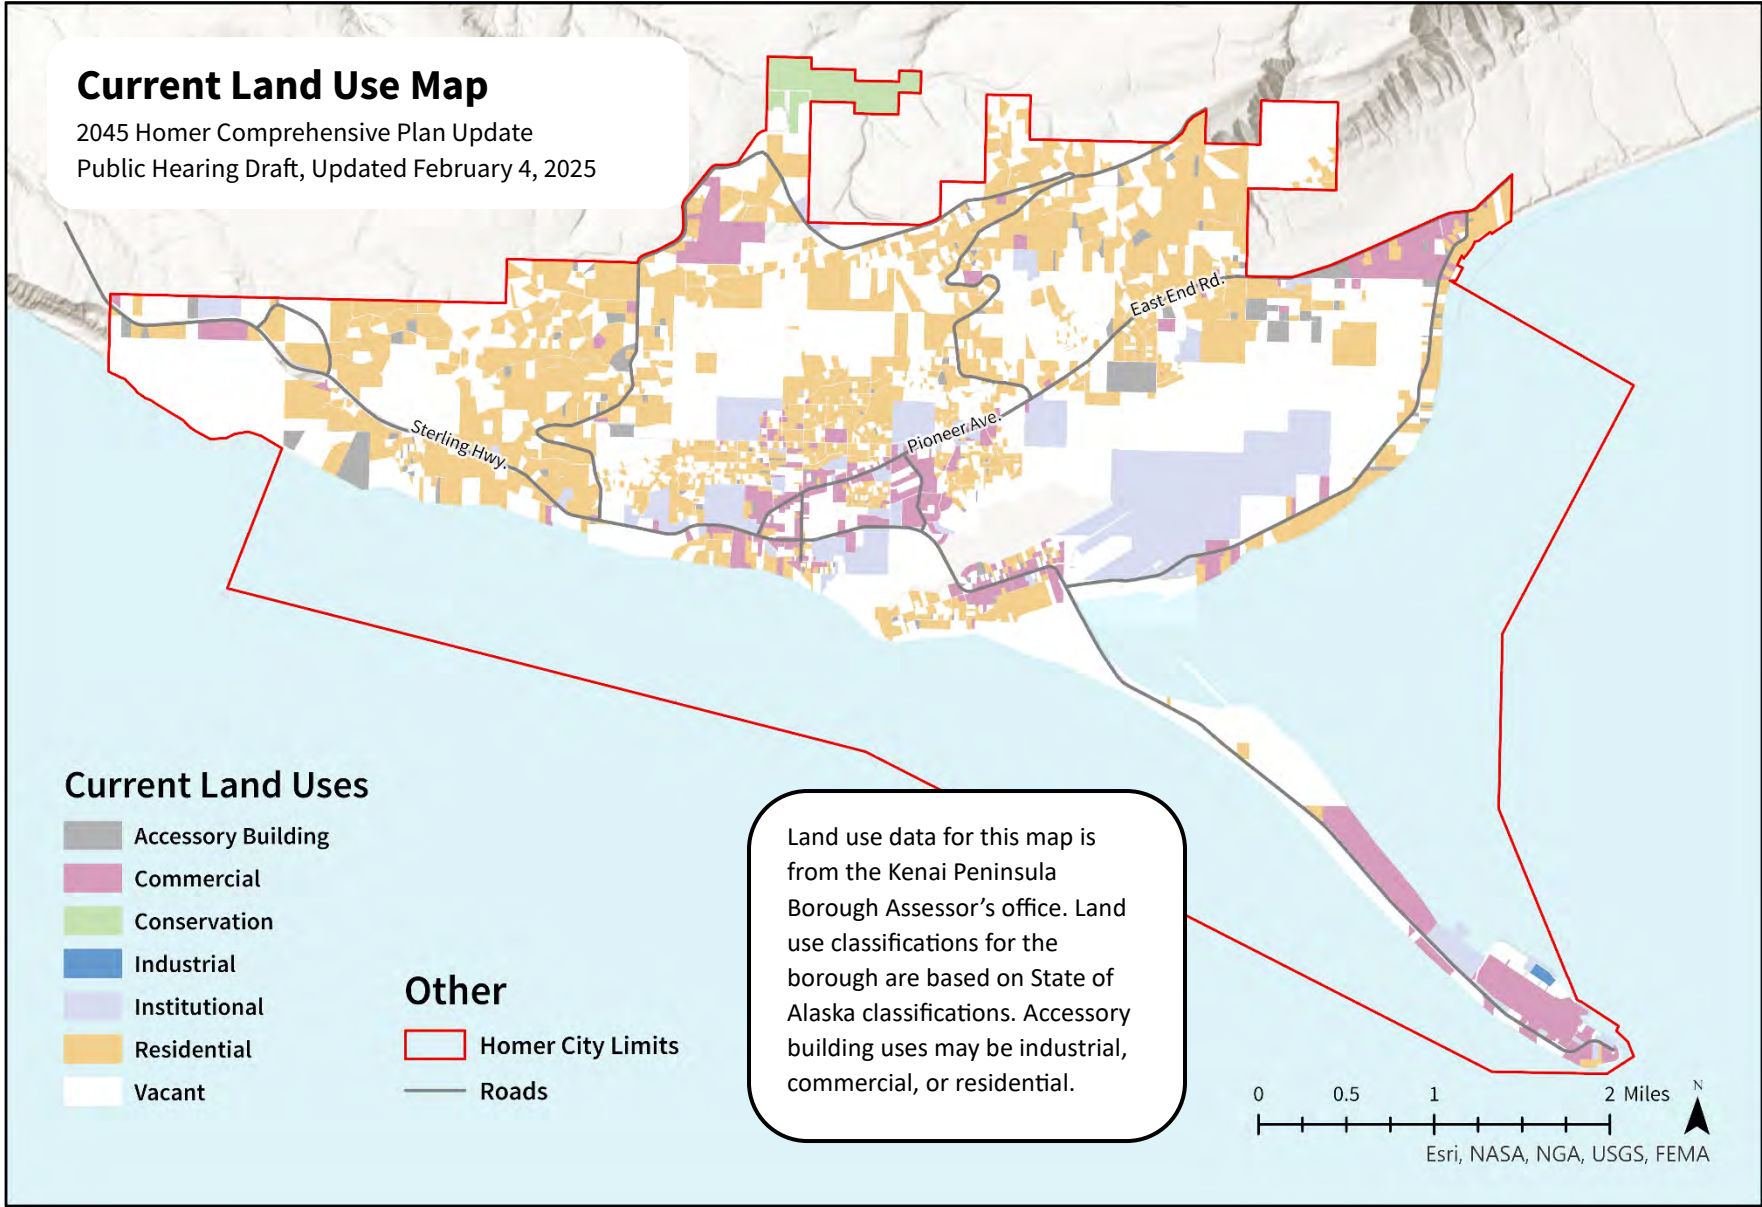 Current Land Use Map
2045 Homer Comprehensive Plan Update
Public Hearing Draft, Updated February 4, 2025
East End Rd.
Pioneer Ave.
Sterling Hwy.
Current Land Uses
Accessory Building
Commercial
Conservation
Industrial
Institutional
Residential
Vacant
Other
Homer City Limits
Roads
Land use data for this map is
from the Kenai Peninsula
Borough Assessor’s office. Land
use classifications for the
borough are based on State of
Alaska classifications. Accessory
building uses may be industrial,
commercial, or residential.
0 0.5 1 2 Miles
N
Esri, NASA, NGA, USGS, FEMA